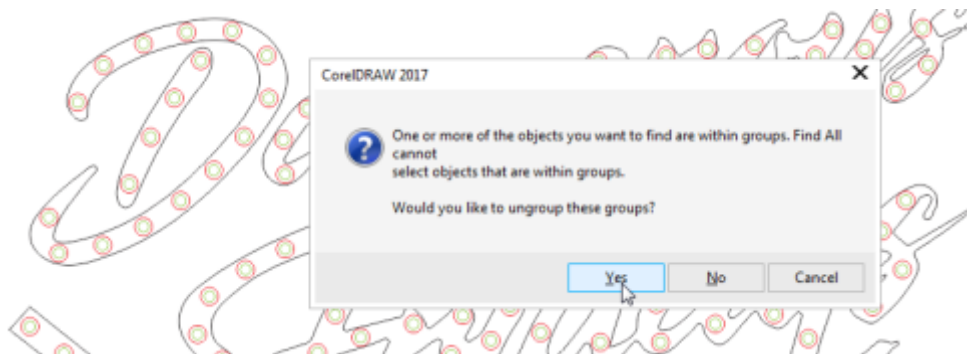 CorelDRAW 2017
One or more of the objects you want to find are within groups. Find All
cannot
select objects that are within groups.
Would you like to ungroup these groups?
Yes No Cancel